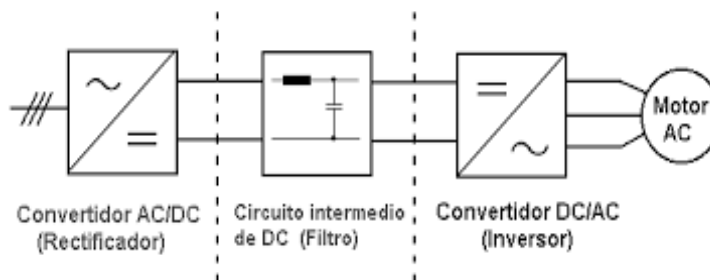 Motor
AC
Convertidor AC/DC
(Rectificador)
Circuito intermedio
de DC (Filtro)
Convertidor DC/AC
(Inversor)